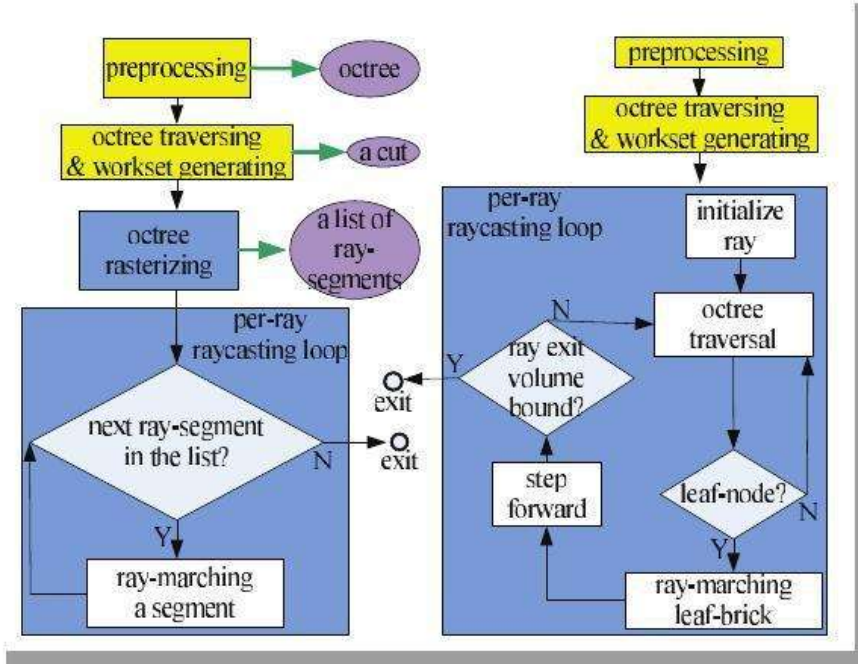 preprocessing
octree
octree traversing
& workset generating
a cut
octree
rasterizing
a list of
ray-
segments
per-ray
raycasting loop
next ray-segment
in the list?
N
exit
Y
ray-marching
a segment
preprocessing
octree traversing
& workset generating
per-ray
raycasting loop
initialize
ray
octree
traversal
N
ray exit
volume
bound?
Y
exit
step
forward
leaf-node?
N
Y
ray-marching
leaf-brick